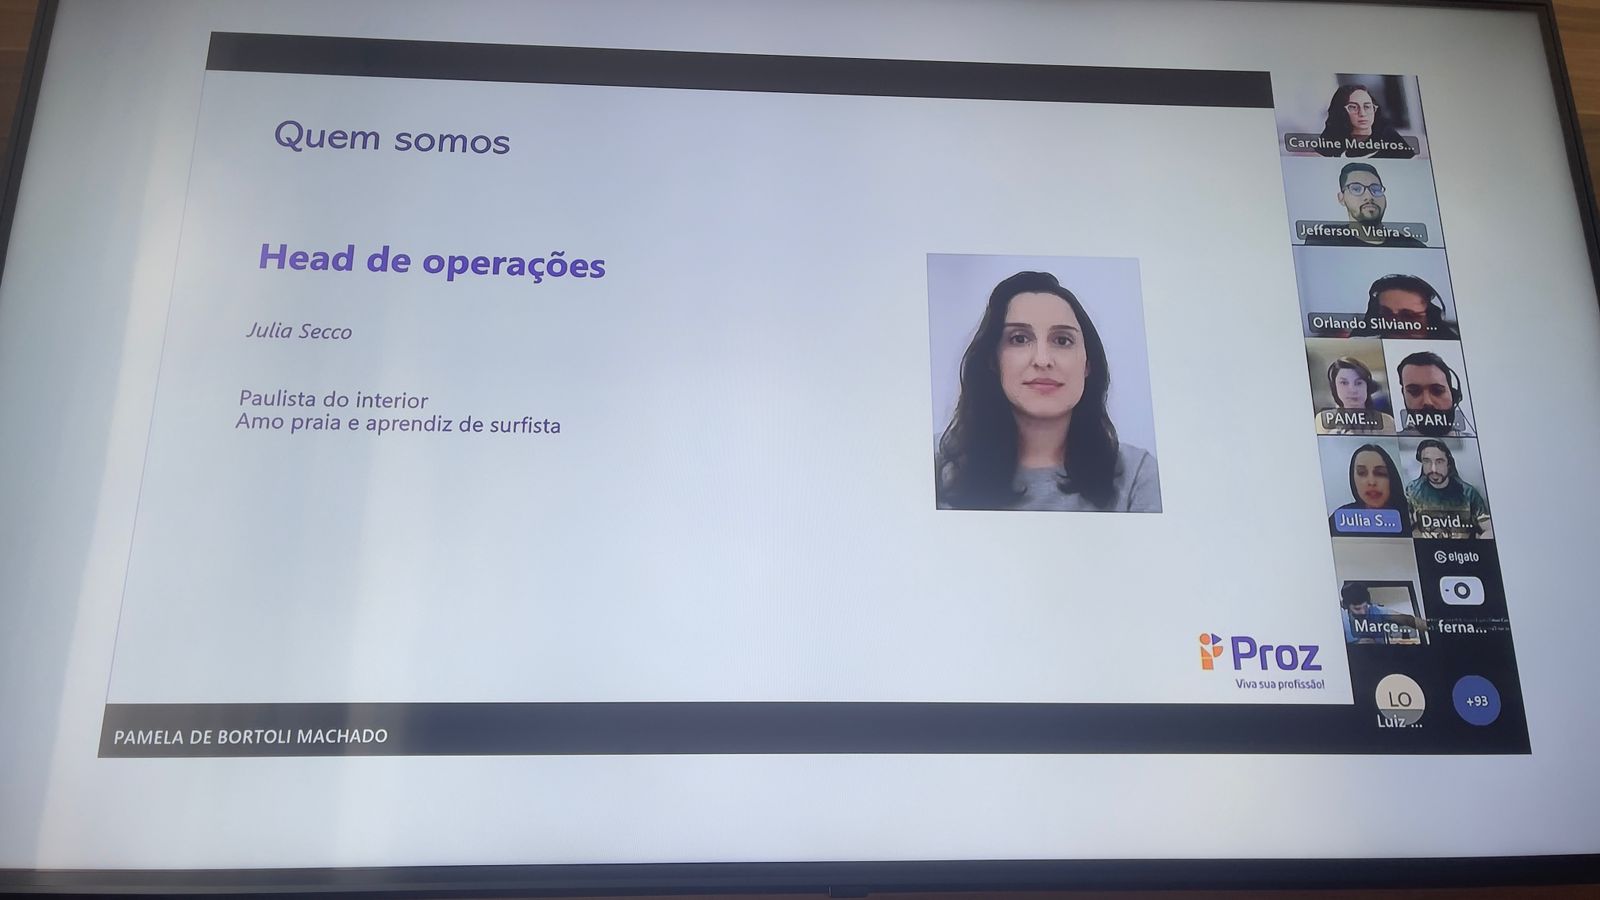 Quem somos
Head de operações
Julia Secco
Paulista do interior
Amo praia e aprendiz de surfista
Proz
Viva sua profissão!
PAMELA DE BORTOLI MACHADO
Caroline Medeiros...
Jefferson Vieira S...
Orlando Silviano ...
PAME...
APARI...
Julia S...
David...
elgato
Marce...
ferna...
LO
Luiz ...
+93